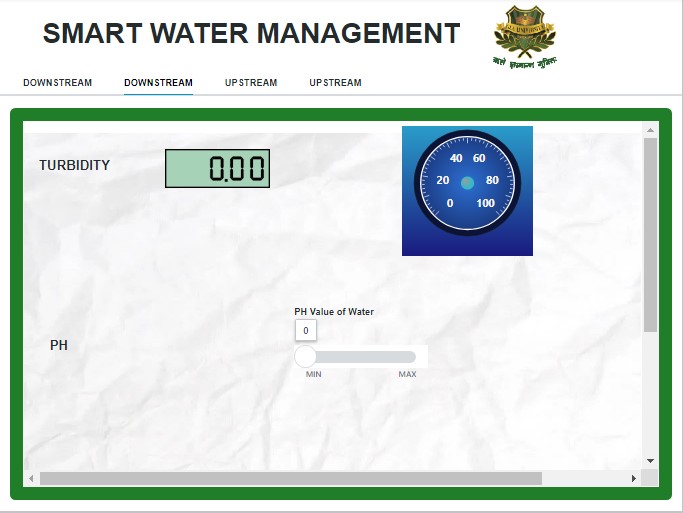 SMART WATER MANAGEMENT
DOWNSTREAM DOWNSTREAM UPSTREAM UPSTREAM
TURBIDITY 0.00
40 60
20 80
0 100
PH Value of Water
0
PH
MIN MAX